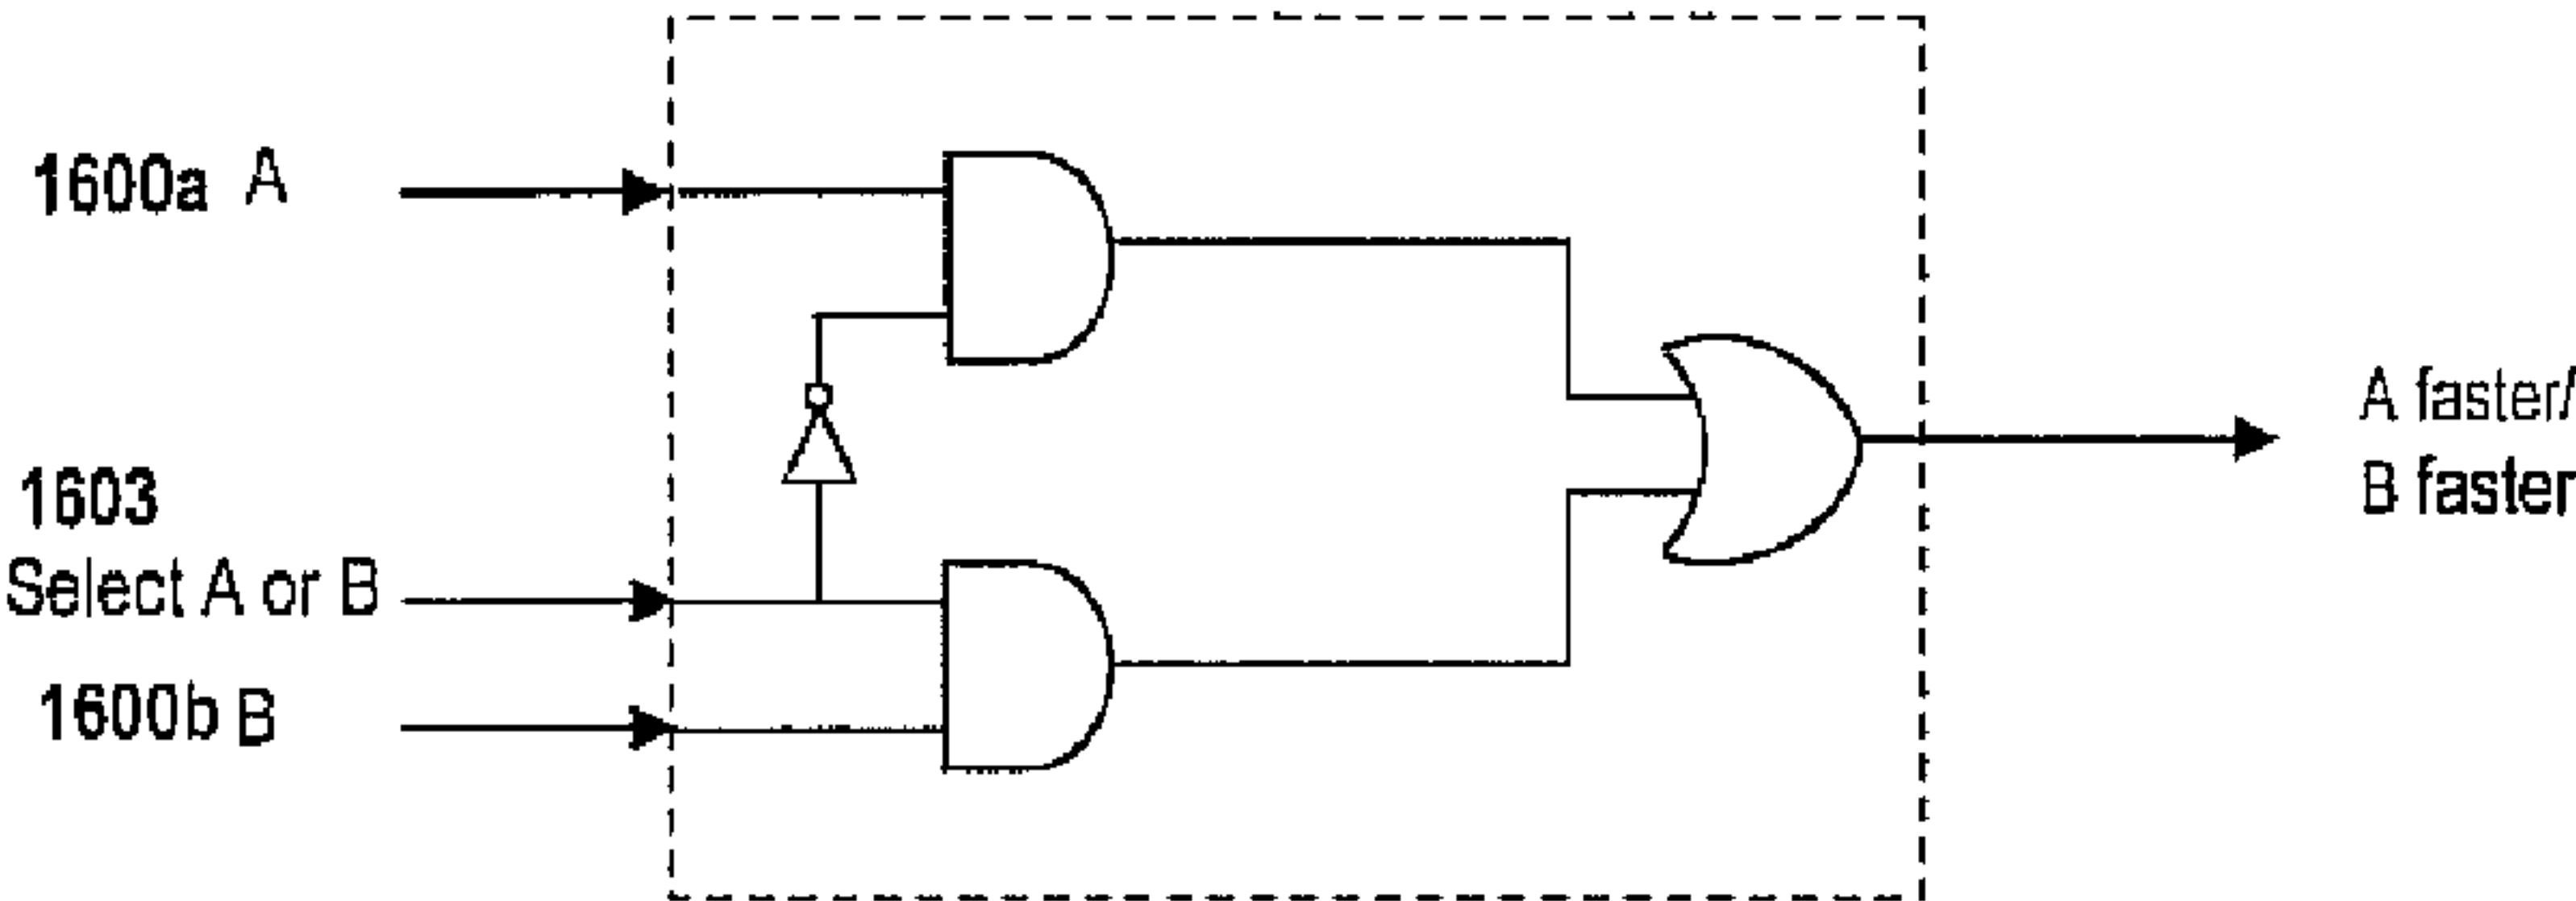 1600a A
1603
Select A or B
1600b B
A faster/
B faster